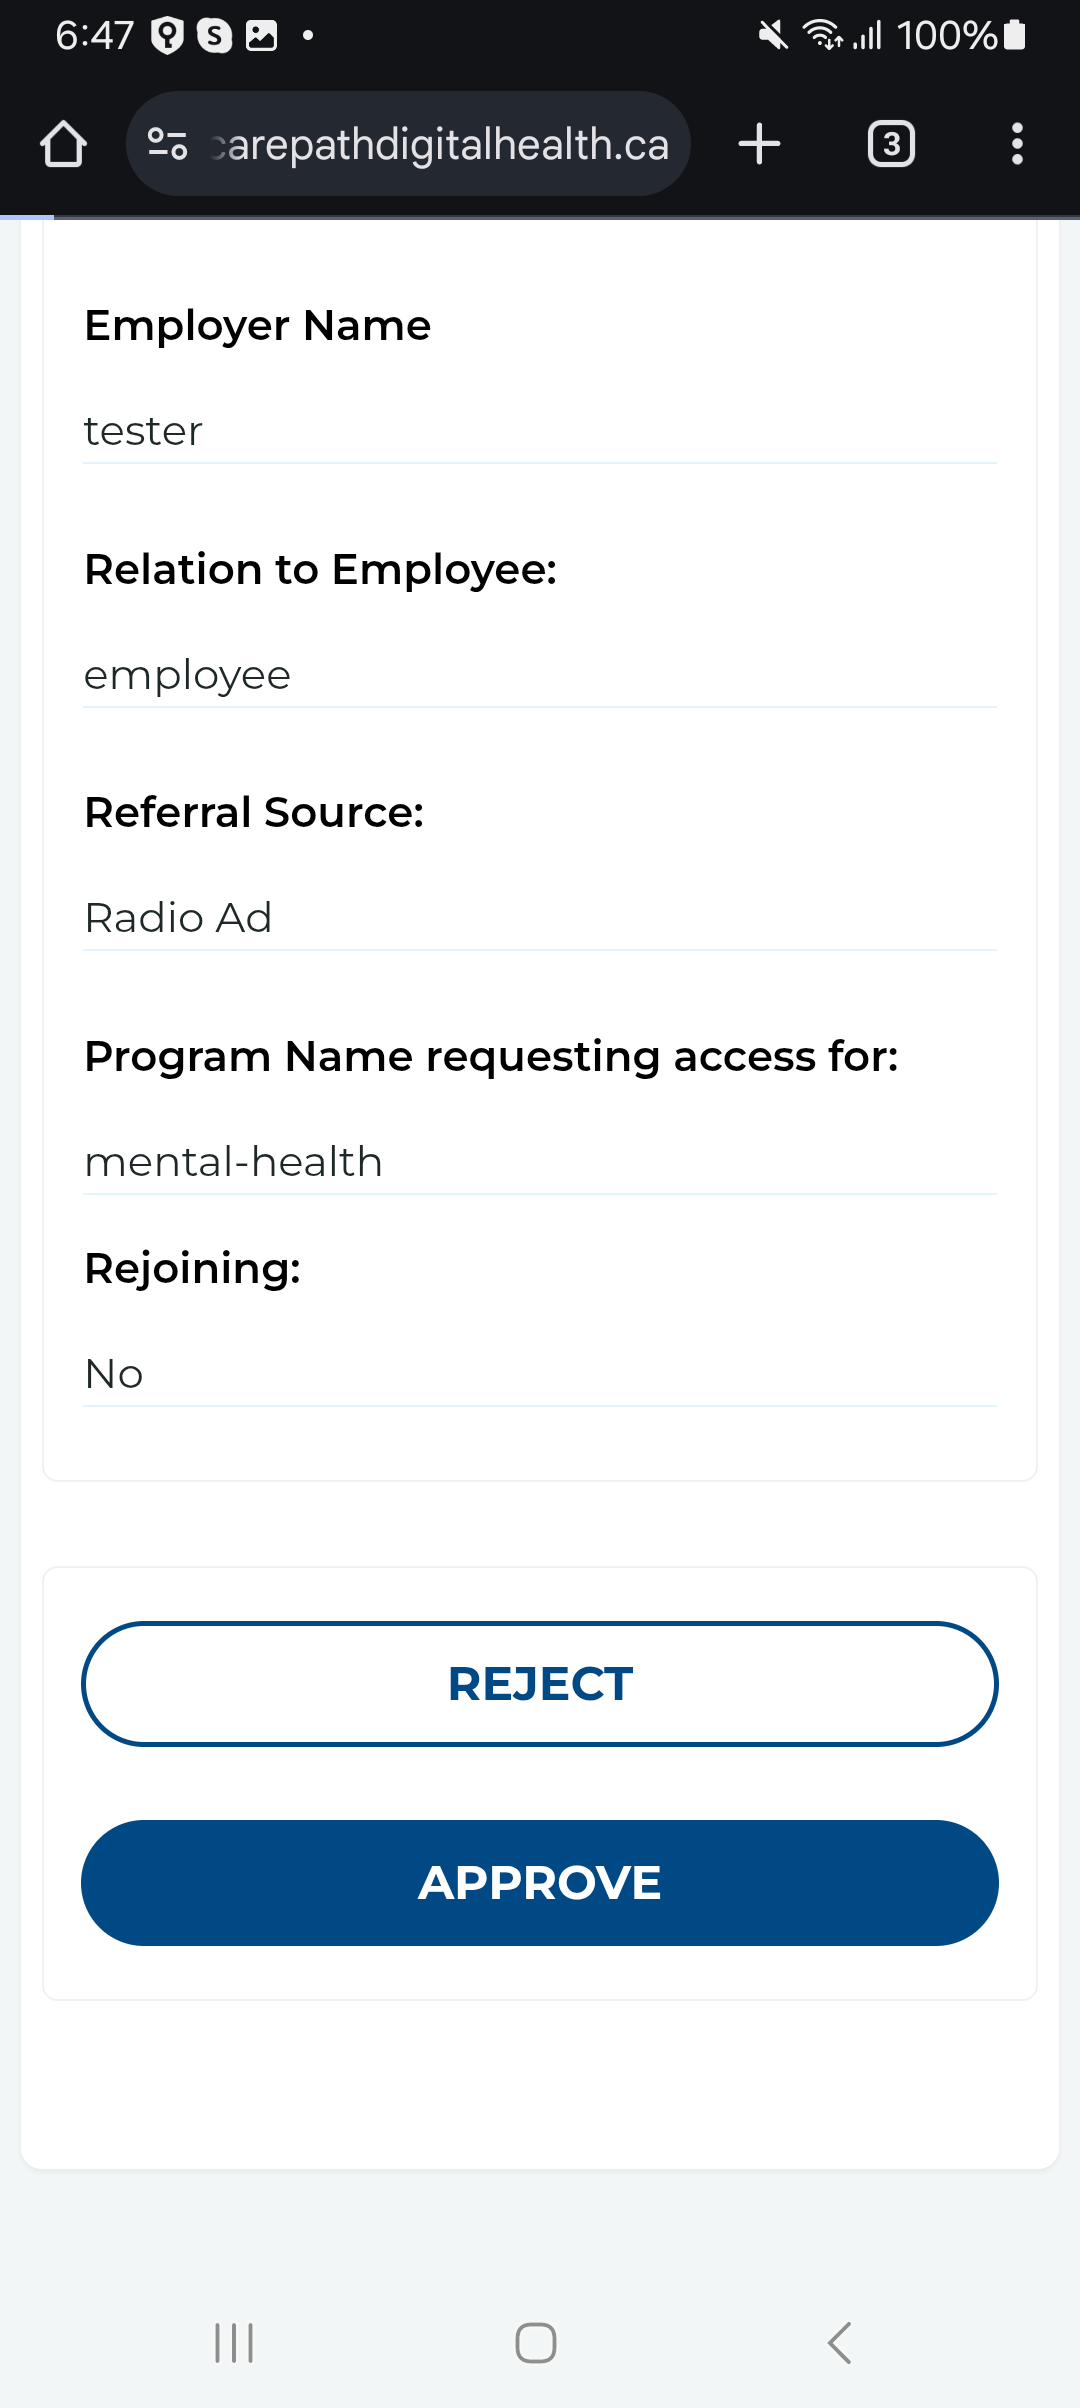 6:47 S 100%
carepathdigitalhealth.ca 3
Employer Name
tester
Relation to Employee:
employee
Referral Source:
Radio Ad
Program Name requesting access for:
mental-health
Rejoining:
No
REJECT
APPROVE